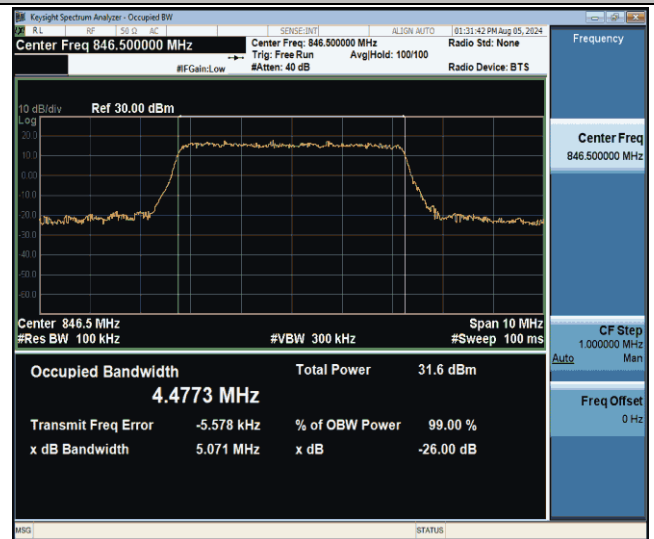 Keysight Spectrum Analyzer - Occupied BW
RL RF 50 Ω AC SENSE:INT ALIGN AUTO 01:31:42 PM Aug 05, 2024
Center Freq 846.500000 MHz
Center Freq: 846.500000 MHz Radio Std: None
Trig: Free Run Avg|Hold: 100/100
#IFGain:Low #Atten: 40 dB Radio Device: BTS
10 dB/div Ref 30.00 dBm
Log
20.0
10.0
0.00
-10.0
-20.0
-30.0
-40.0
-50.0
-60.0
Center 846.5 MHz Span 10 MHz
#Res BW 100 kHz #VBW 300 kHz #Sweep 100 ms
Occupied Bandwidth Total Power 31.6 dBm
4.4773 MHz
Transmit Freq Error -5.578 kHz % of OBW Power 99.00 %
x dB Bandwidth 5.071 MHz x dB -26.00 dB
Frequency
Center Freq
846.500000 MHz
CF Step
1.000000 MHz
Auto Man
Freq Offset
0 Hz
MSG STATUS